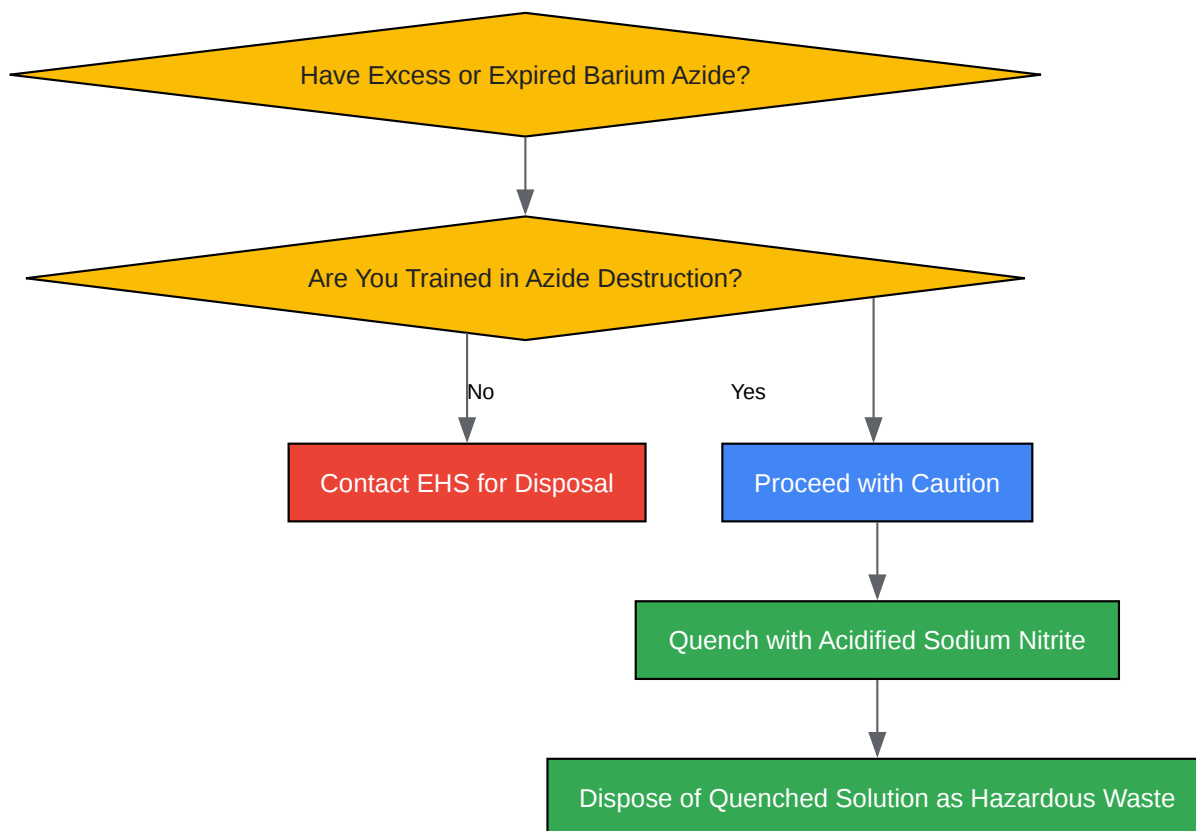 Have Excess or Expired Barium Azide?
Are You Trained in Azide Destruction?
No
Yes
Contact EHS for Disposal
Proceed with Caution
Quench with Acidified Sodium Nitrite
Dispose of Quenched Solution as Hazardous Waste